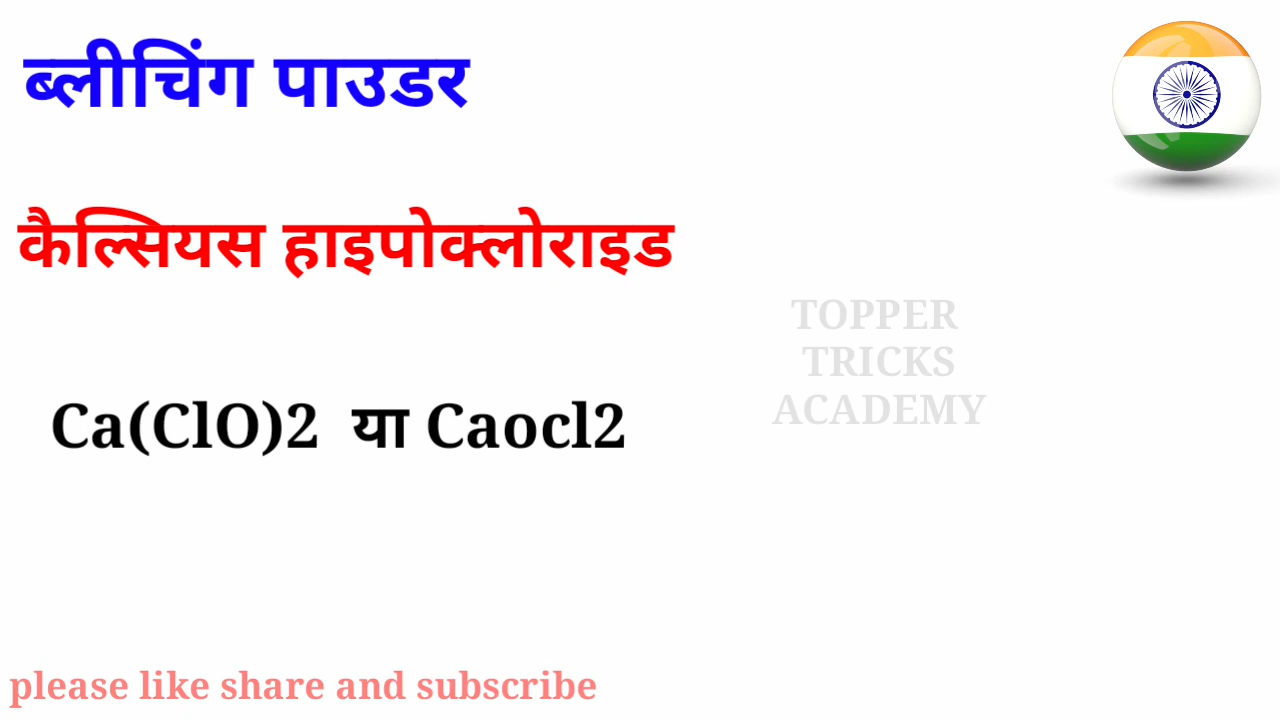 ब्लीचिंग पाउडर
कैल्सियस हाइपोक्लोराइड
TOPPER
TRICKS
ACADEMY
Ca(ClO)2 या Caocl2
please like share and subscribe